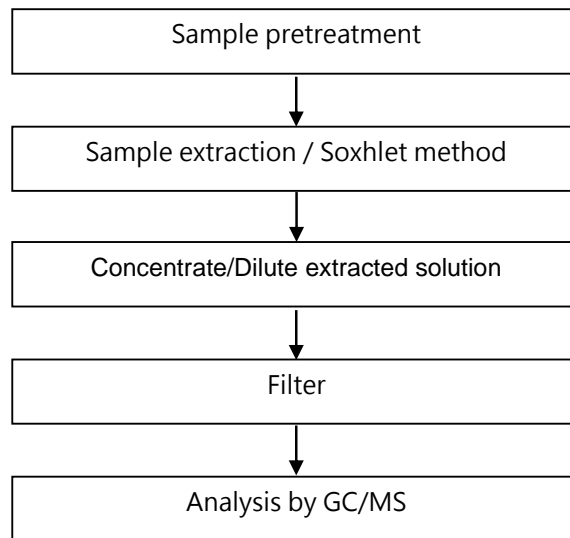 Sample pretreatment
Sample extraction / Soxhlet method
Concentrate/Dilute extracted solution
Filter
Analysis by GC/MS